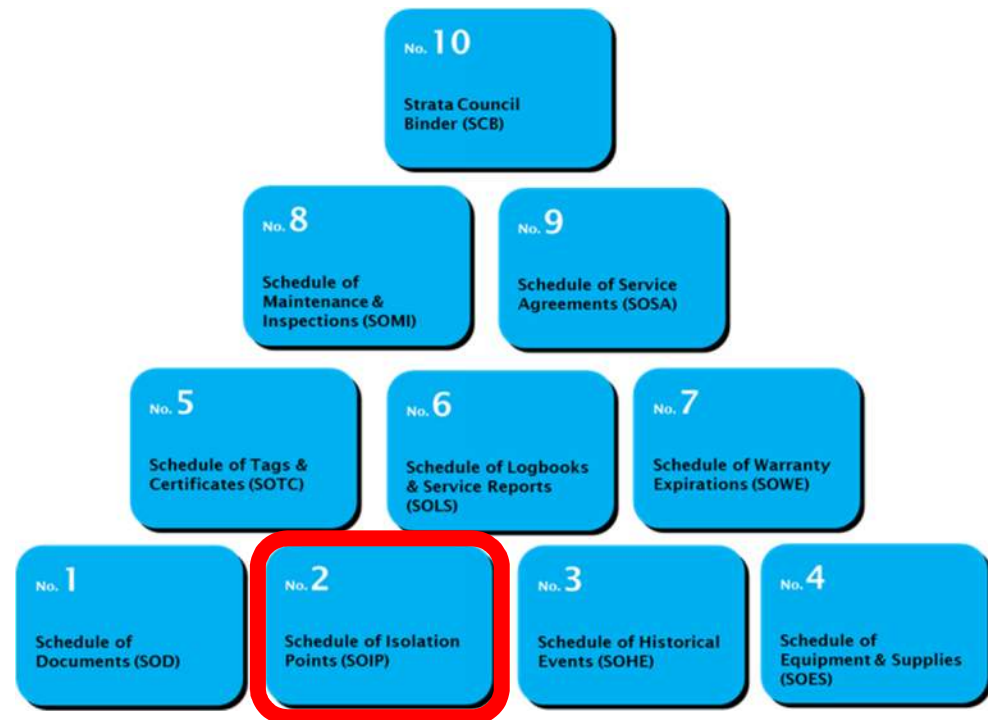 No. 10
Strata Council
Binder (SCB)
No. 8
Schedule of
Maintenance &
Inspections (SOMI)
No. 9
Schedule of Service
Agreements (SOSA)
No. 5
Schedule of Tags &
Certificates (SOTC)
No. 6
Schedule of Logbooks
& Service Reports
(SOLS)
No. 7
Schedule of Warranty
Expirations (SOWE)
No. 1
Schedule of
Documents (SOD)
No. 2
Schedule of Isolation
Points (SOIP)
No. 3
Schedule of Historical
Events (SOHE)
No. 4
Schedule of
Equipment & Supplies
(SOES)